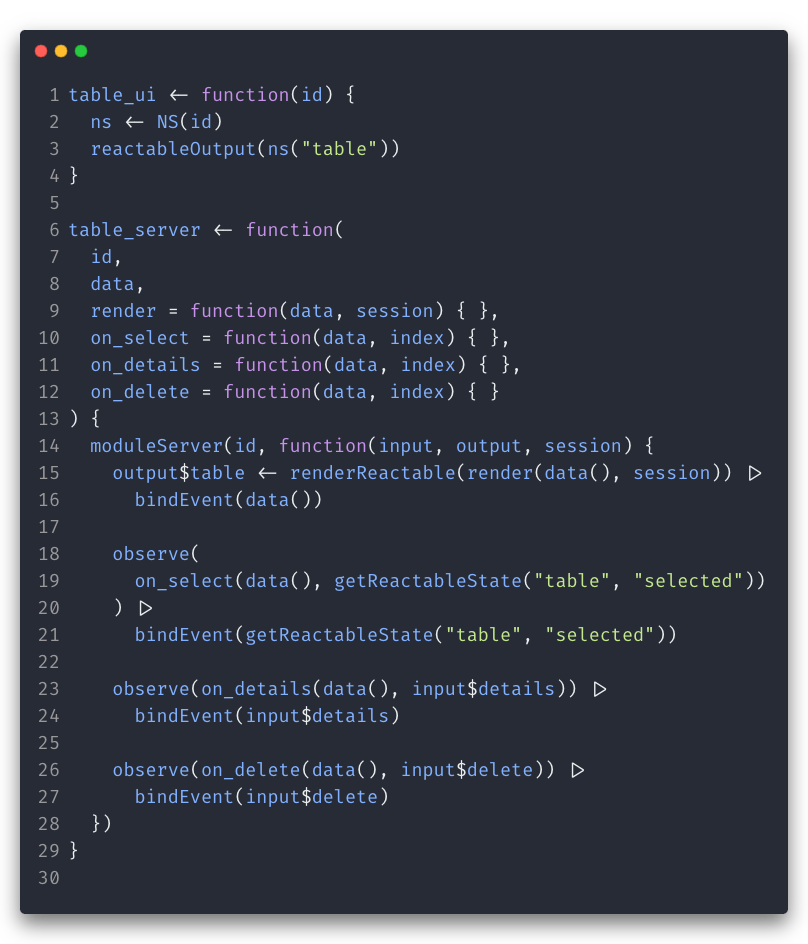 1 table_ui <- function(id) {
2   ns <- NS(id)
3   reactableOutput(ns("table"))
4 }
5
6 table_server <- function(
7   id,
8   data,
9   render = function(data, session) { },
10   on_select = function(data, index) { },
11   on_details = function(data, index) { },
12   on_delete = function(data, index) { }
13 ) {
14   moduleServer(id, function(input, output, session) {
15     output$table <- renderReactable(render(data(), session)) |>
16       bindEvent(data())
17
18     observe(
19       on_select(data(), getReactableState("table", "selected"))
20     ) |>
21       bindEvent(getReactableState("table", "selected"))
22
23     observe(on_details(data(), input$details)) |>
24       bindEvent(input$details)
25
26     observe(on_delete(data(), input$delete)) |>
27       bindEvent(input$delete)
28   })
29 }
30